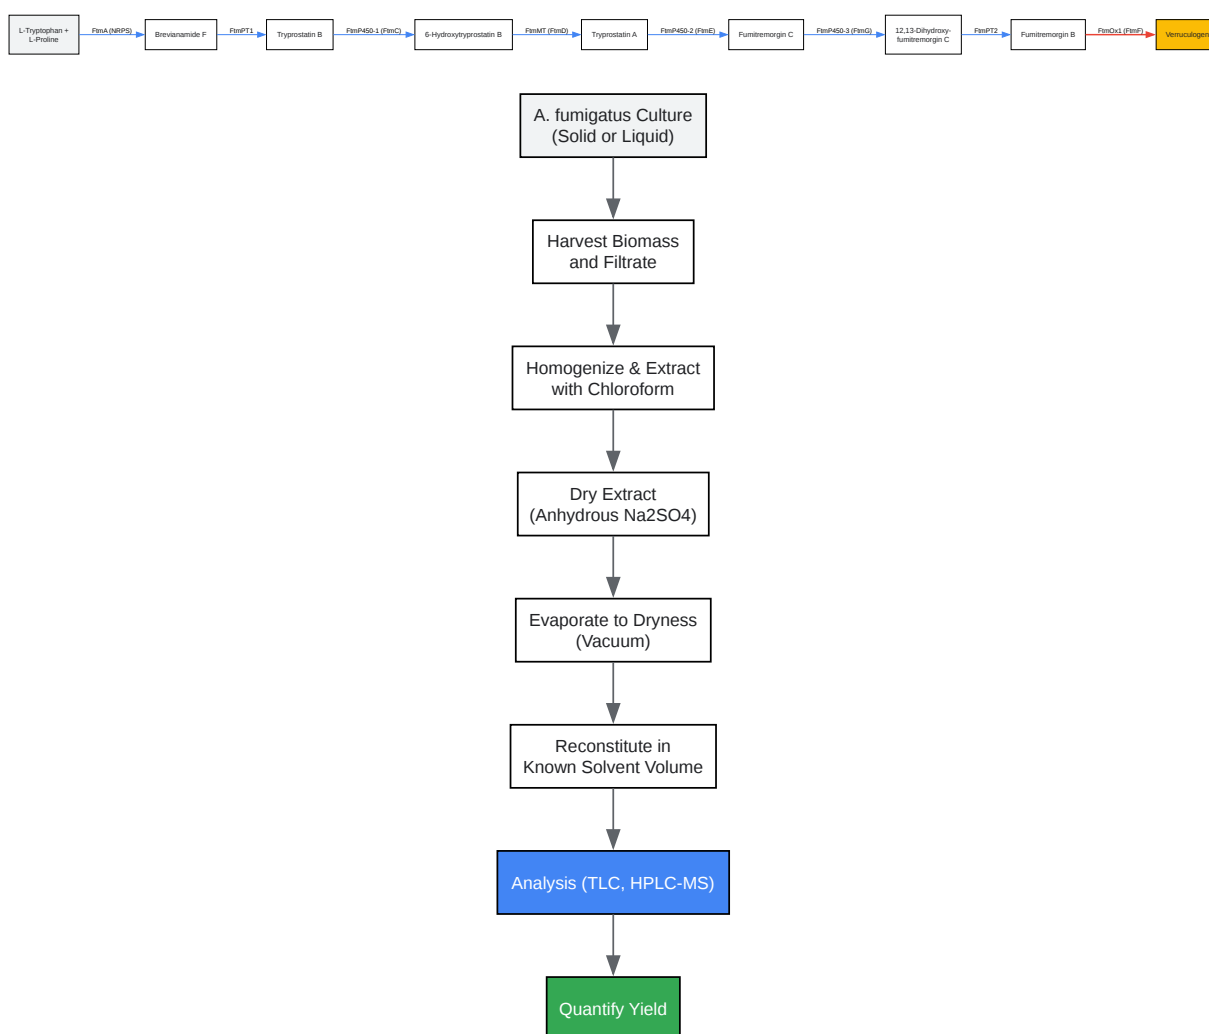 L-Tryptophan +
L-Proline
FtmA (NRPS)
Brevianamide F
FtmPT1
Tryprostatin B
FtmP450-1 (FtmC)
6-Hydroxytryprostatin B
FtmMT (FtmD)
Tryprostatin A
FtmP450-2 (FtmE)
Fumitremorgin C
FtmP450-3 (FtmG)
12,13-Dihydroxy-
fumitremorgin C
FtmPT2
Fumitremorgin B
FtmOx1 (FtmF)
Verruculogen
A. fumigatus Culture
(Solid or Liquid)
Harvest Biomass
and Filtrate
Homogenize & Extract
with Chloroform
Dry Extract
(Anhydrous Na2SO4)
Evaporate to Dryness
(Vacuum)
Reconstitute in
Known Solvent Volume
Analysis (TLC, HPLC-MS)
Quantify Yield